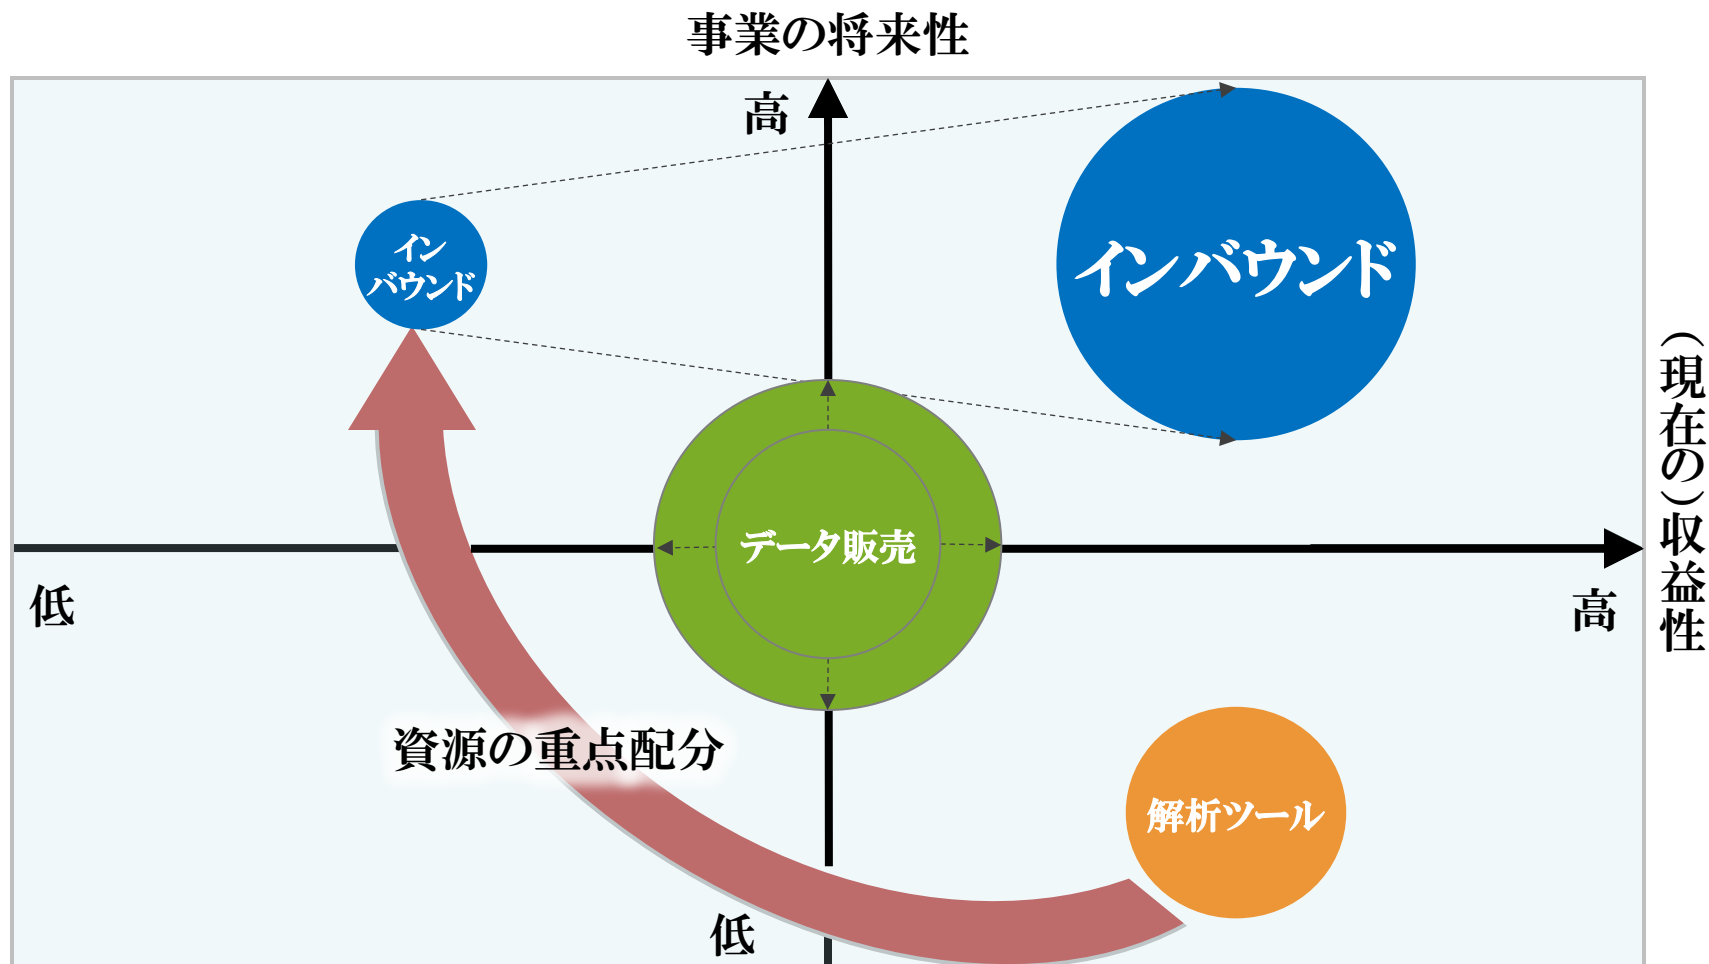 事業の将来性
高
イン
バウンド
インバウンド
（現在の）収益性
データ販売
低
高
資源の重点配分
解析ツール
低